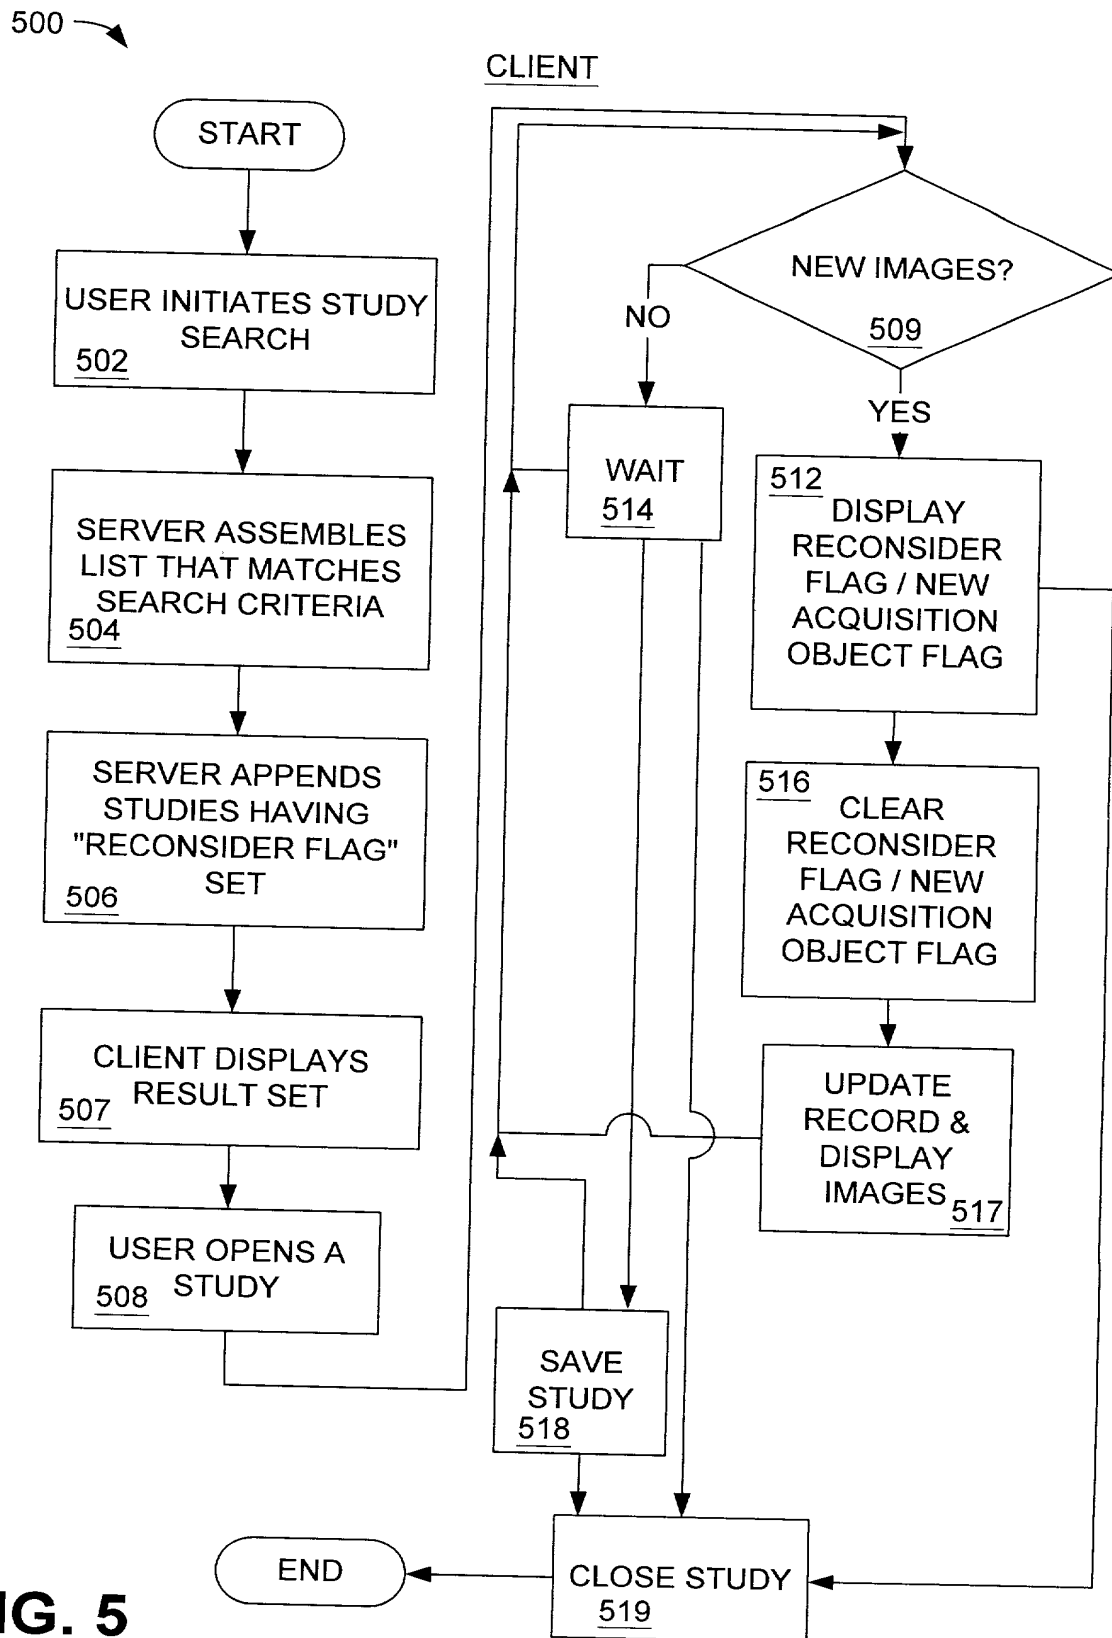 500
CLIENT
START
USER INITIATES STUDY
SEARCH
502
SERVER ASSEMBLES
LIST THAT MATCHES
SEARCH CRITERIA
504
SERVER APPENDS
STUDIES HAVING
"RECONSIDER FLAG"
SET
506
CLIENT DISPLAYS
RESULT SET
507
USER OPENS A
STUDY
508
NEW IMAGES?
509
NO
YES
WAIT
514
512
DISPLAY
RECONSIDER
FLAG / NEW
ACQUISITION
OBJECT FLAG
516
CLEAR
RECONSIDER
FLAG / NEW
ACQUISITION
OBJECT FLAG
UPDATE
RECORD &
DISPLAY
IMAGES
517
SAVE
STUDY
518
CLOSE STUDY
519
END
IG. 5